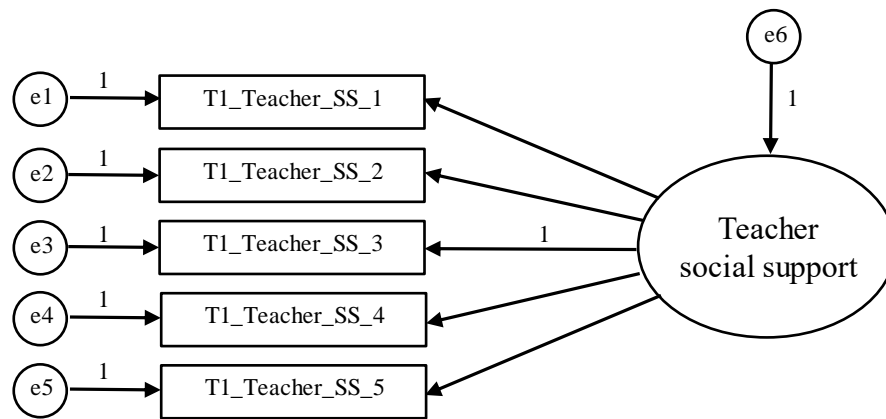 e6
1
e1
1
T1_Teacher_SS_1
e2
1
T1_Teacher_SS_2
e3
1
T1_Teacher_SS_3
1
Teacher
social support
e4
1
T1_Teacher_SS_4
e5
1
T1_Teacher_SS_5